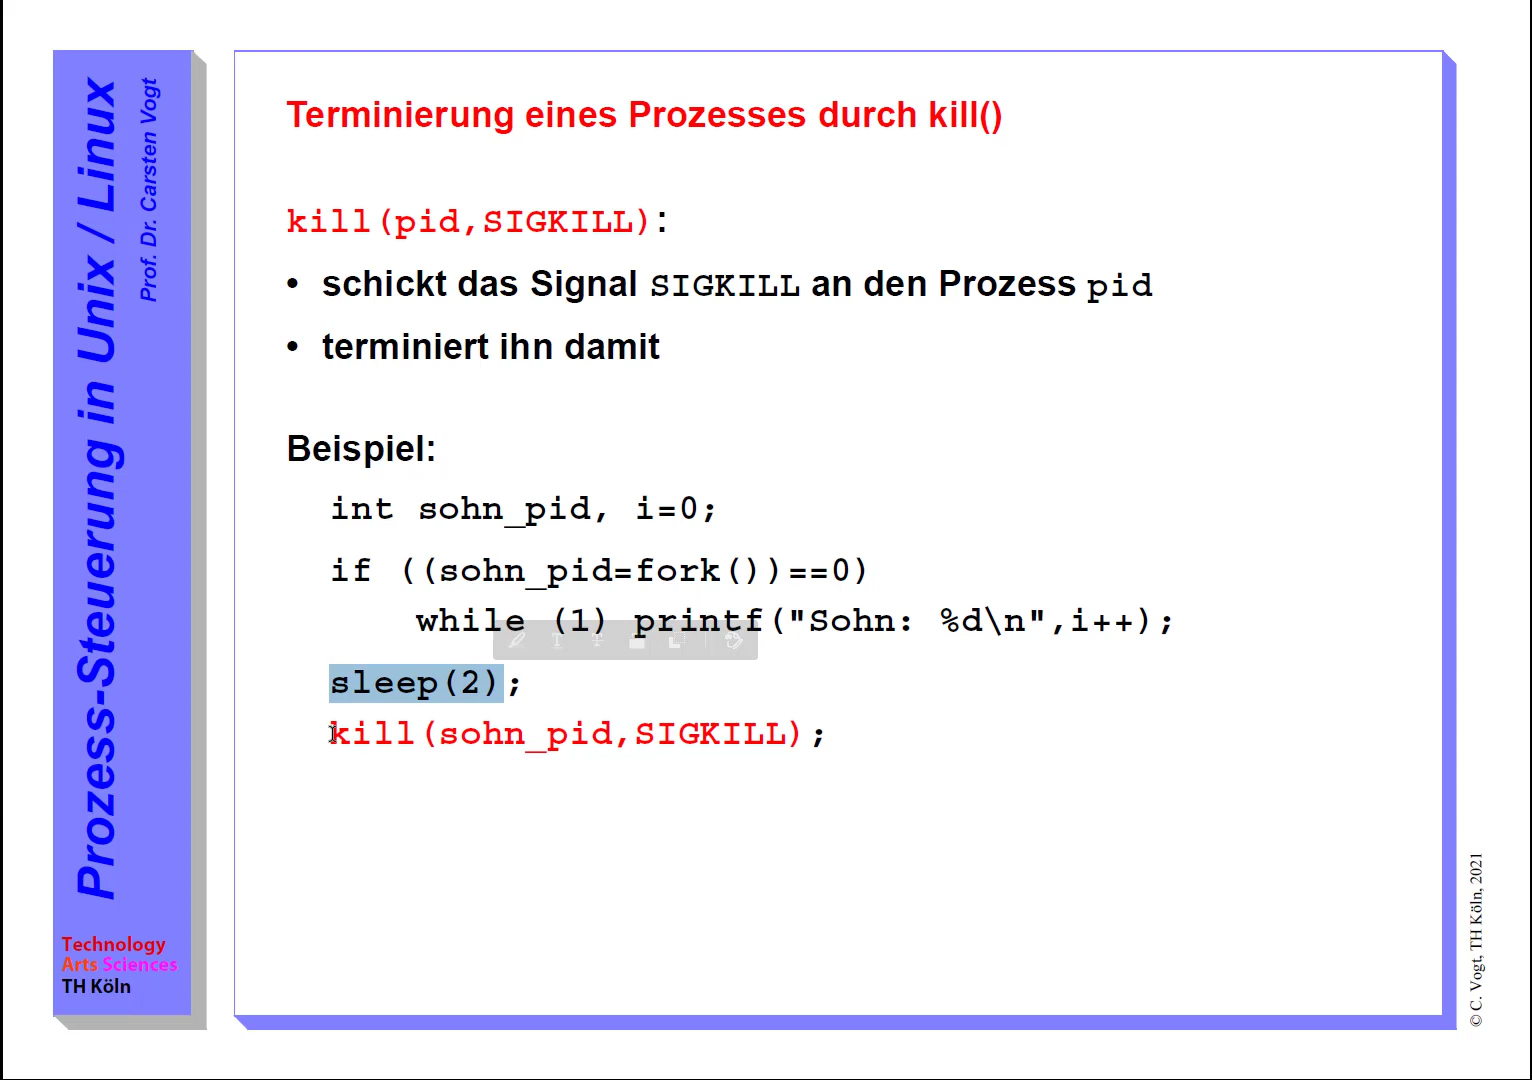 Prozess-Steuerung in Unix / Linux
Prof. Dr. Carsten Vogt
Technology
Arts Sciences
TH Köln
Terminierung eines Prozesses durch kill()
kill(pid,SIGKILL):
• schickt das Signal SIGKILL an den Prozess pid
• terminiert ihn damit
Beispiel:
int sohn_pid, i=0;
if ((sohn_pid=fork())==0)
while (1) printf("Sohn: %d\n",i++);
sleep(2);
kill(sohn_pid,SIGKILL);
© C. Vogt, TH Köln, 2021